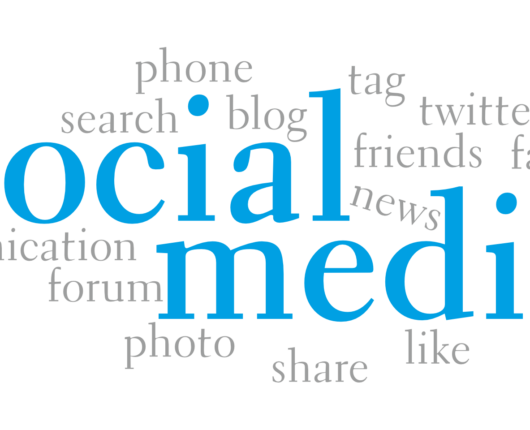 phone
tag
search
blog
twitte
ocial
friends
fa
news
nication
medi
forum
photo
share
like